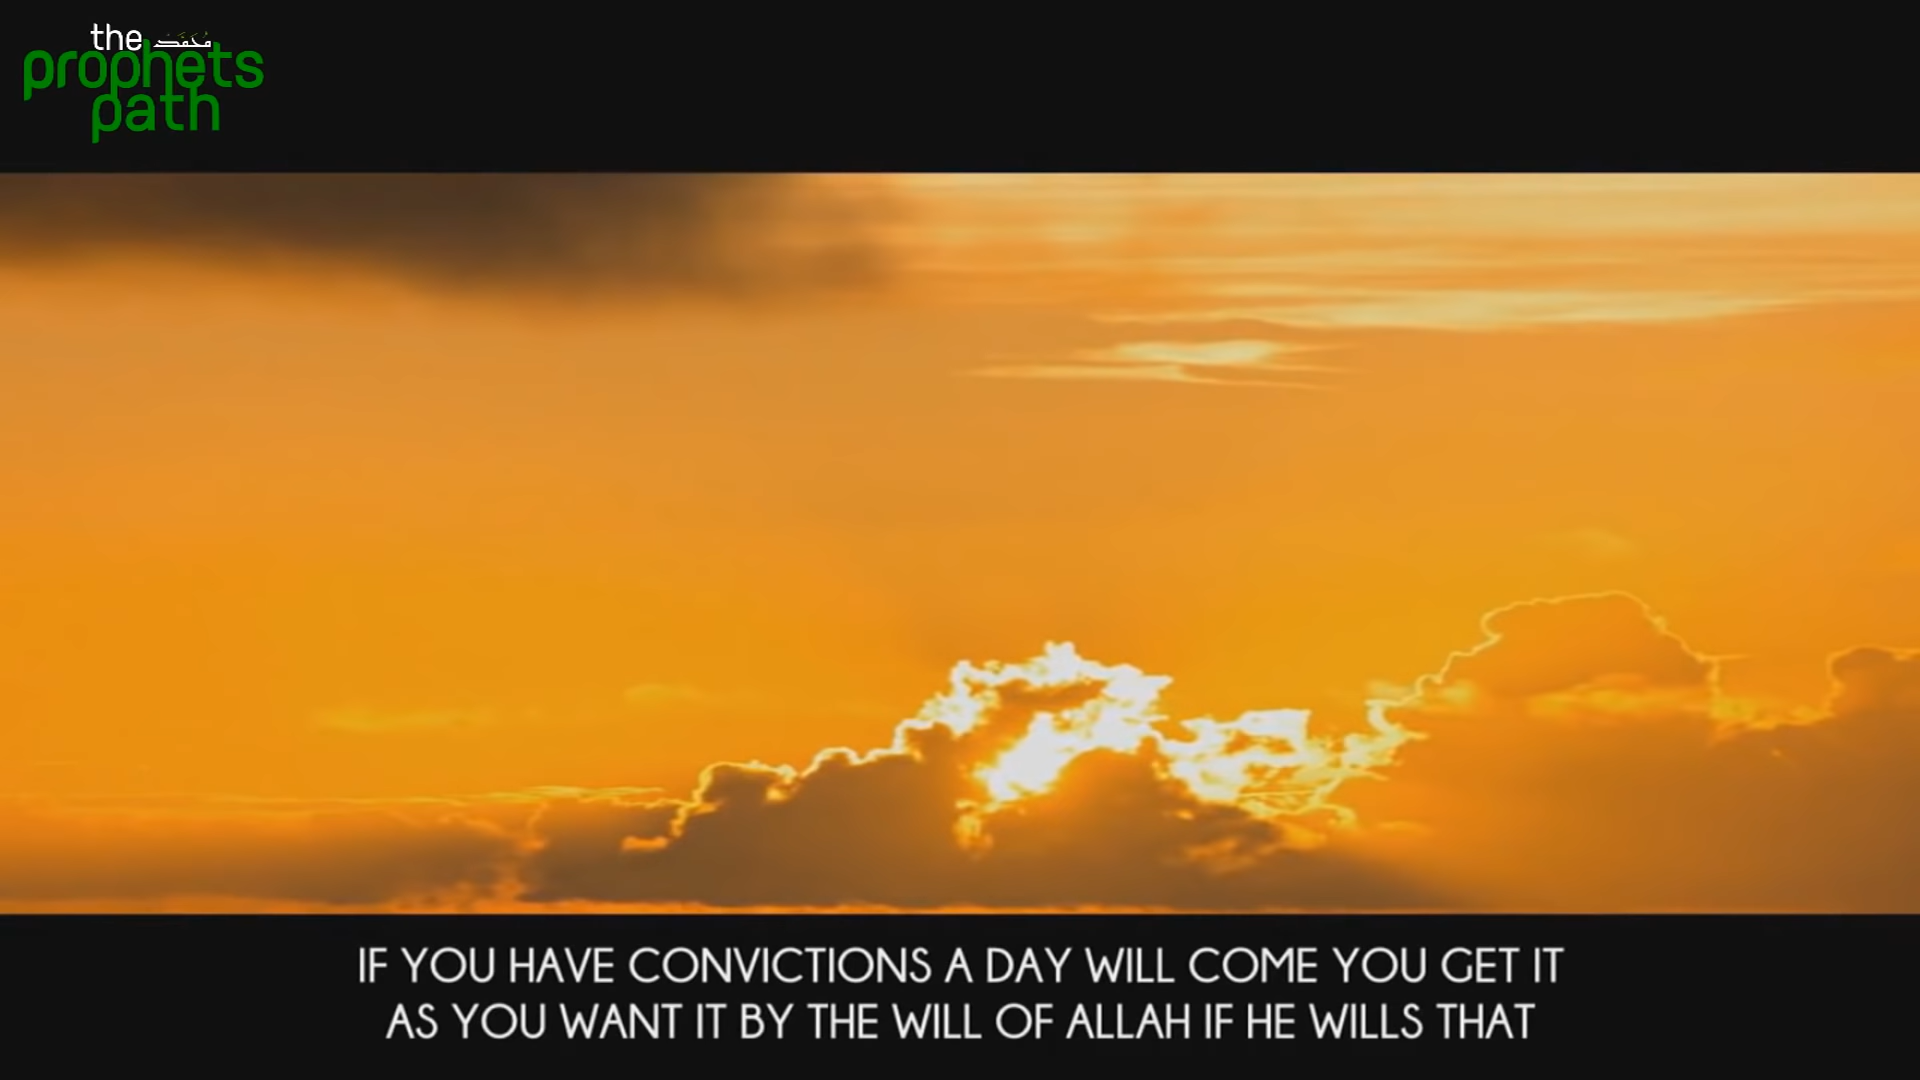 the مُحَمَّد
prophets
path
IF YOU HAVE CONVICTIONS A DAY WILL COME YOU GET IT
AS YOU WANT IT BY THE WILL OF ALLAH IF HE WILLS THAT